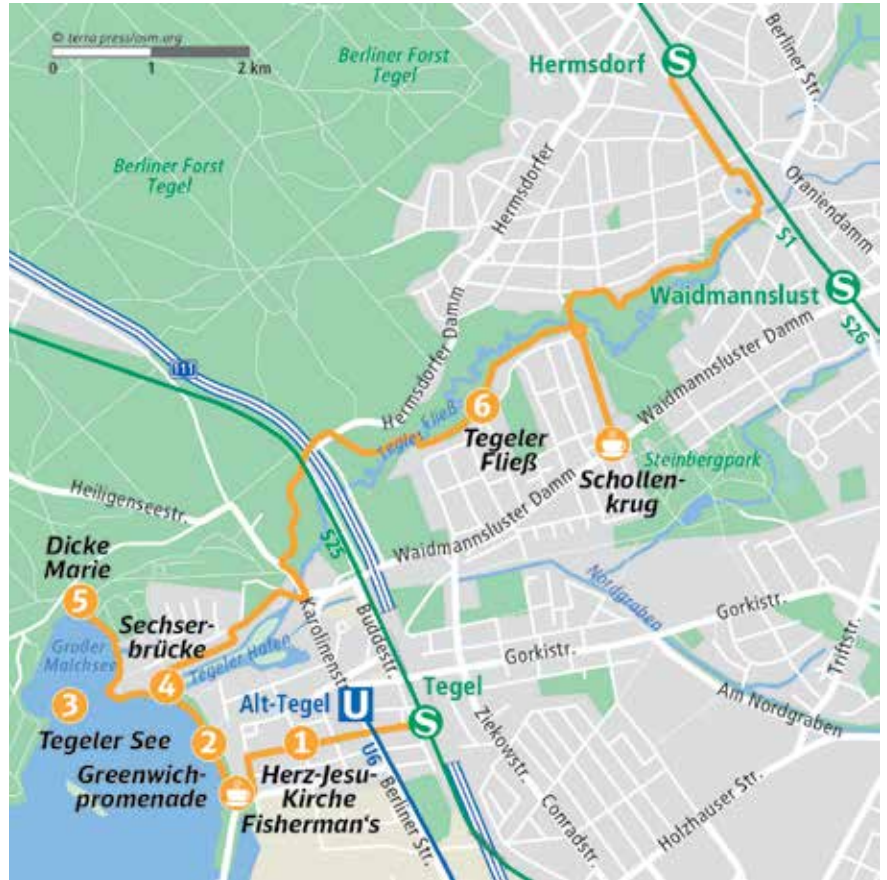 © terra press/osm.org
0 1 2 km
Hermsdorf
S
Berliner Str.
Berliner Forst
Tegel
Berliner Forst
Tegel
Hermsdorfer
Oraniendamm
S1
Waidmannslust
S
S26
111
Hermsdorfer Damm
Waidmannsluster Damm
6
Tegeler Fließ
Tegeler
Fließ
Schollen-
krug
Steinbergpark
Heiligenseestr.
S25
Waidmannsluster Damm
Dicke
Marie
5
Sechser-
brücke
Karolinenstr.
Buddestr.
Nordgraben
Gorkistr.
Großer
Malchsee
Tegeler Hafen
4
Gorkistr.
Triftstr.
3
Alt-Tegel
U
Tegel
S
Am Nordgraben
Tegeler See
2
1
U6
Ziekowstr.
Greenwich-
promenade
Herz-Jesu-
Kirche
Fisherman's
Berliner Str.
Conradstr.
Holzhauser Str.